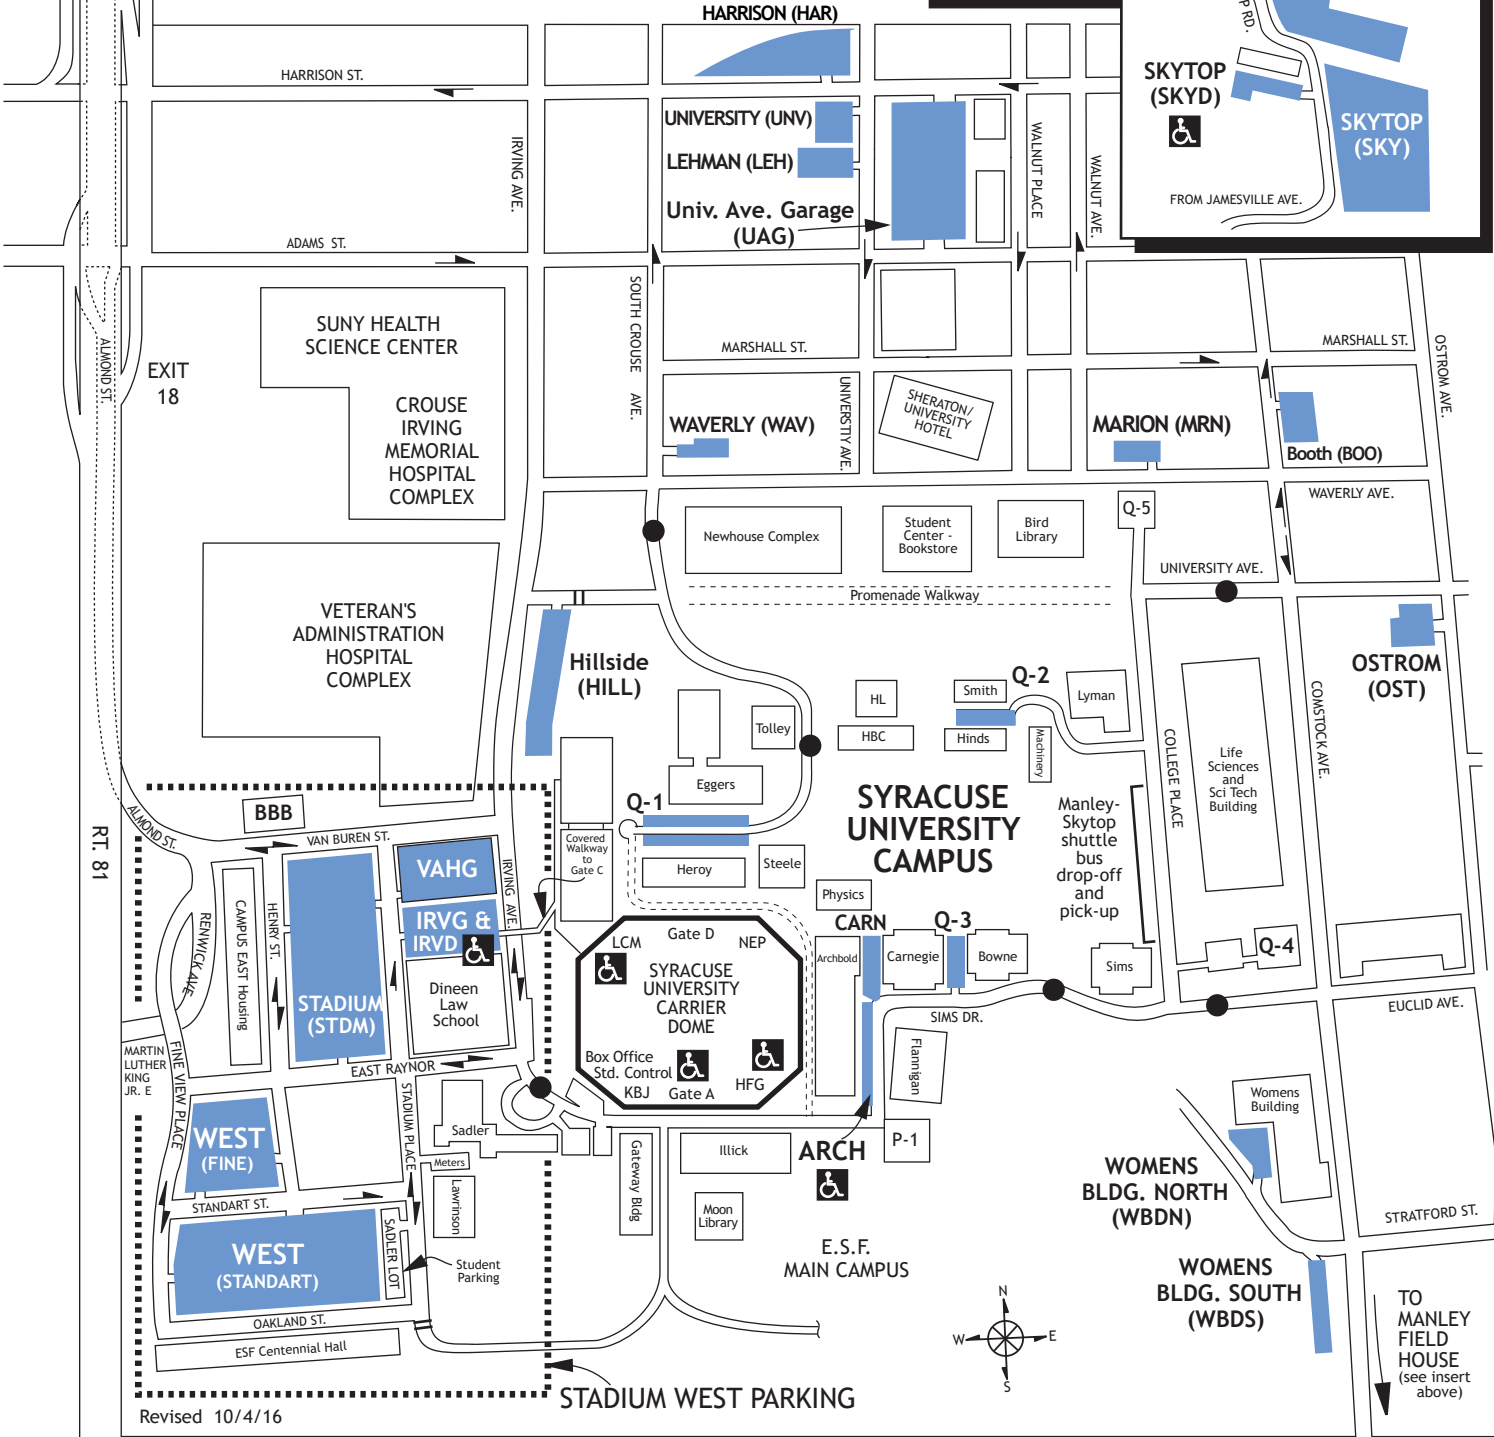 HARRISON (HAR)
P RD.
HARRISON ST.
SKYTOP
(SKYD)
SKYTOP
(SKY)
FROM JAMESVILLE AVE.
UNIVERSITY (UNV)
LEHMAN (LEH)
Univ. Ave. Garage
(UAG)
IRVING AVE.
WALNUT PLACE
WALNUT AVE.
ADAMS ST.
SUNY HEALTH
SCIENCE CENTER
SOUTH CROUSE AVE.
MARSHALL ST.
MARSHALL ST.
OSTROM AVE.
ALMOND ST.
EXIT
18
CROUSE
IRVING
MEMORIAL
HOSPITAL
COMPLEX
WAVERLY (WAV)
UNIVERSTIY AVE.
SHERATON/
UNIVERSITY
HOTEL
MARION (MRN)
Booth (BOO)
WAVERLY AVE.
Newhouse Complex
Student
Center -
Bookstore
Bird
Library
Q-5
UNIVERSITY AVE.
Promenade Walkway
VETERAN'S
ADMINISTRATION
HOSPITAL
COMPLEX
Hillside
(HILL)
OSTROM
(OST)
HL
HBC
Smith
Q-2
Hinds
Lyman
Machinery
Tolley
Eggers
COLLEGE PLACE
Life
Sciences
and
Sci Tech
Building
COMSTOCK AVE.
SYRACUSE
UNIVERSITY
CAMPUS
Manley-
Skytop
shuttle
bus
drop-off
and
pick-up
BBB
ALMOND ST.
VAN BUREN ST.
RT. 81
Q-1
Covered
Walkway
to
Gate C
Heroy
Steele
Physics
VAHG
IRVING AVE.
IRVG &
IRVD
RENWICK AVE
CAMPUS EAST Housing
HENRY ST.
STADIUM
(STDM)
Dineen
Law
School
LCM
Gate D
NEP
SYRACUSE
UNIVERSITY
CARRIER
DOME
Box Office
Std. Control
KBJ
Gate A
HFG
CARN
Archbold
Carnegie
Q-3
Bowne
Sims
Q-4
SIMS DR.
EUCLID AVE.
Flannigan
MARTIN
LUTHER
KING
JR. E
FINE VIEW PLACE
EAST RAYNOR
STADIUM PLACE
WEST
(FINE)
Sadler
Meters
Lawrinson
STANDART ST.
WEST
(STANDART)
SADLER LOT
Student
Parking
OAKLAND ST.
ESF Centennial Hall
Gateway Bldg
Illick
Moon
Library
ARCH
P-1
E.S.F.
MAIN CAMPUS
Womens
Building
WOMENS
BLDG. NORTH
(WBDN)
WOMENS
BLDG. SOUTH
(WBDS)
STRATFORD ST.
TO
MANLEY
FIELD
HOUSE
(see insert
above)
N
W
E
S
STADIUM WEST PARKING
Revised 10/4/16